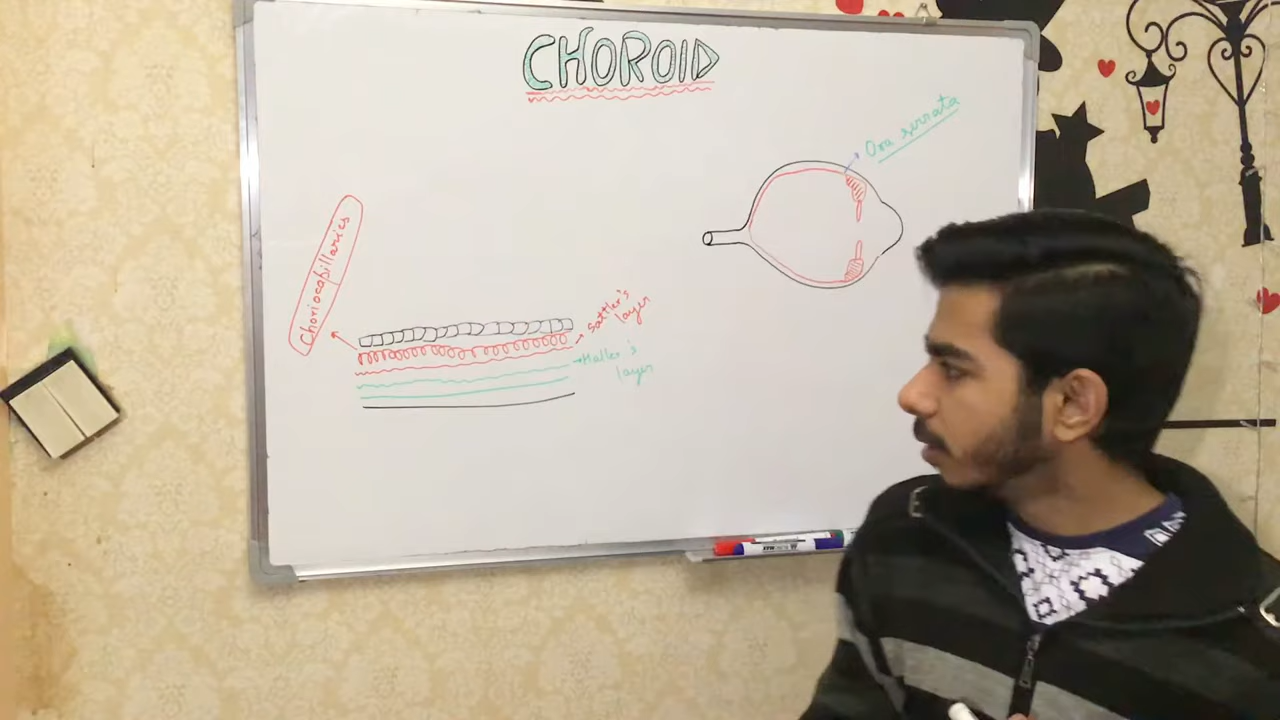 CHOROID
Ora serrata
Choriocapillaries
Sattler's
layer
Haller's
layer